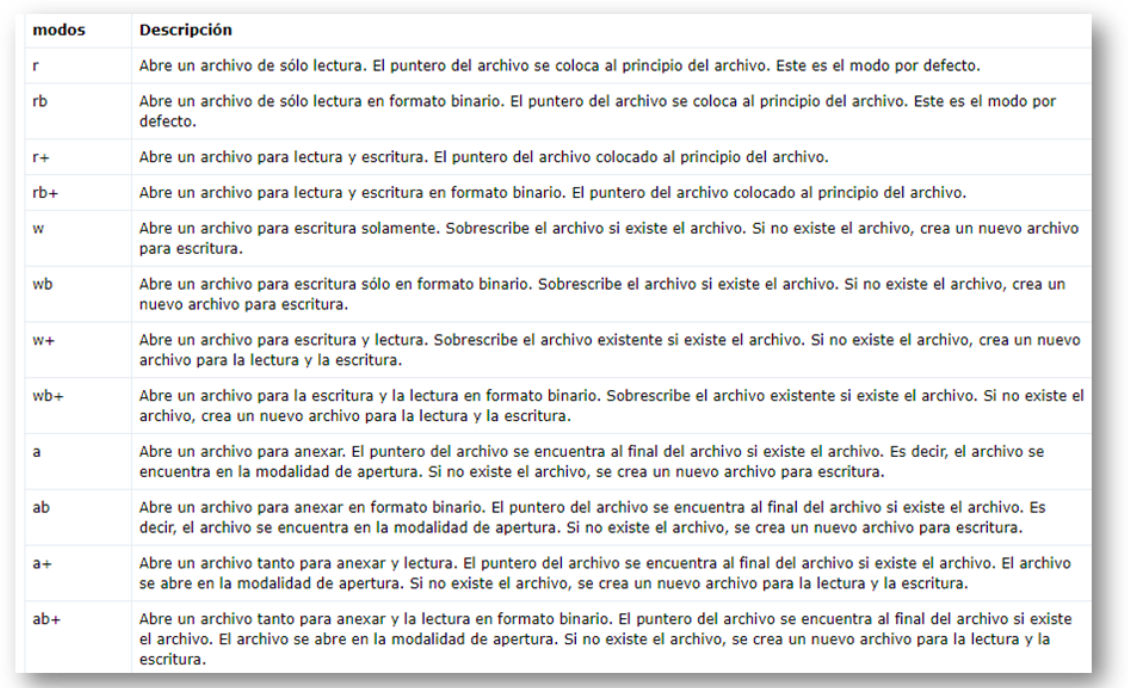 modos Descripción
r Abre un archivo de sólo lectura. El puntero del archivo se coloca al principio del archivo. Este es el modo por defecto.
rb Abre un archivo de sólo lectura en formato binario. El puntero del archivo se coloca al principio del archivo. Este es el modo por
defecto.
r+ Abre un archivo para lectura y escritura. El puntero del archivo colocado al principio del archivo.
rb+ Abre un archivo para lectura y escritura en formato binario. El puntero del archivo colocado al principio del archivo.
w Abre un archivo para escritura solamente. Sobrescribe el archivo si existe el archivo. Si no existe el archivo, crea un nuevo archivo
para escritura.
wb Abre un archivo para escritura sólo en formato binario. Sobrescribe el archivo si existe el archivo. Si no existe el archivo, crea un
nuevo archivo para escritura.
w+ Abre un archivo para escritura y lectura. Sobrescribe el archivo existente si existe el archivo. Si no existe el archivo, crea un nuevo
archivo para la lectura y la escritura.
wb+ Abre un archivo para la escritura y la lectura en formato binario. Sobrescribe el archivo existente si existe el archivo. Si no existe el
archivo, crea un nuevo archivo para la lectura y la escritura.
a Abre un archivo para anexar. El puntero del archivo se encuentra al final del archivo si existe el archivo. Es decir, el archivo se
encuentra en la modalidad de apertura. Si no existe el archivo, se crea un nuevo archivo para escritura.
ab Abre un archivo para anexar en formato binario. El puntero del archivo se encuentra al final del archivo si existe el archivo. Es
decir, el archivo se encuentra en la modalidad de apertura. Si no existe el archivo, se crea un nuevo archivo para escritura.
a+ Abre un archivo tanto para anexar y lectura. El puntero del archivo se encuentra al final del archivo si existe el archivo. El archivo
se abre en la modalidad de apertura. Si no existe el archivo, se crea un nuevo archivo para la lectura y la escritura.
ab+ Abre un archivo tanto para anexar y la lectura en formato binario. El puntero del archivo se encuentra al final del archivo si existe
el archivo. El archivo se abre en la modalidad de apertura. Si no existe el archivo, se crea un nuevo archivo para la lectura y la
escritura.